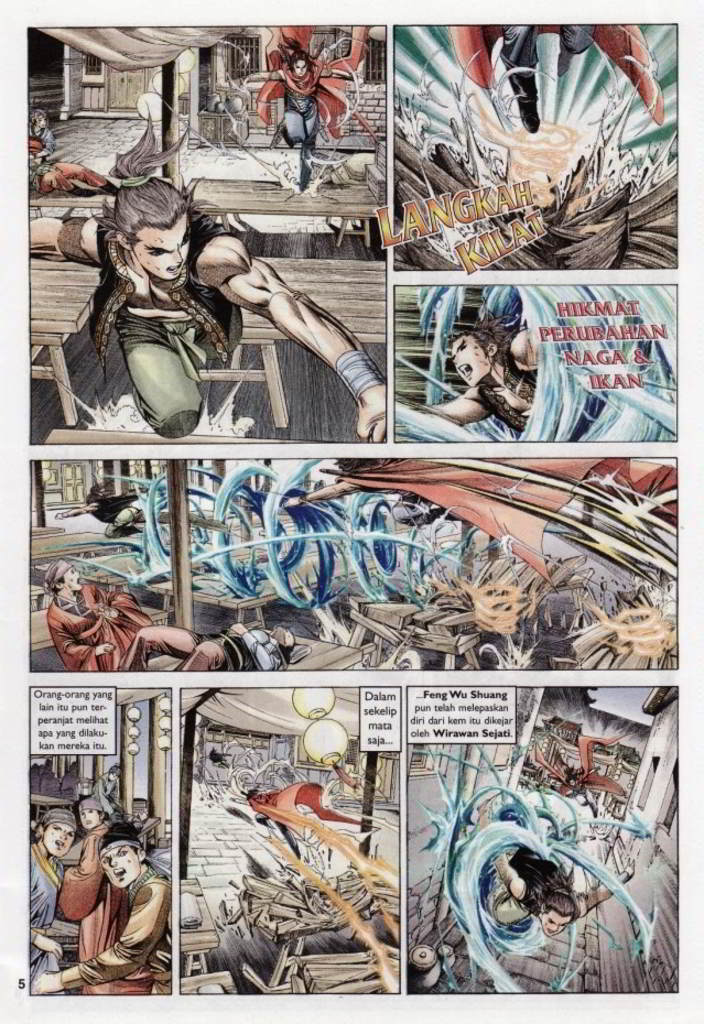 LANGKAH
KILAT
HIKMAT
PERUBAHAN
NAGA &
IKAN
Orang-orang yang
lain itu pun ter-
peranjat melihat
apa yang dilaku-
kan mereka itu.
Dalam
sekelip
mata
saja...
...Feng Wu Shuang
pun telah melepaskan
diri dari kem itu dikejar
oleh Wirawan Sejati.
5